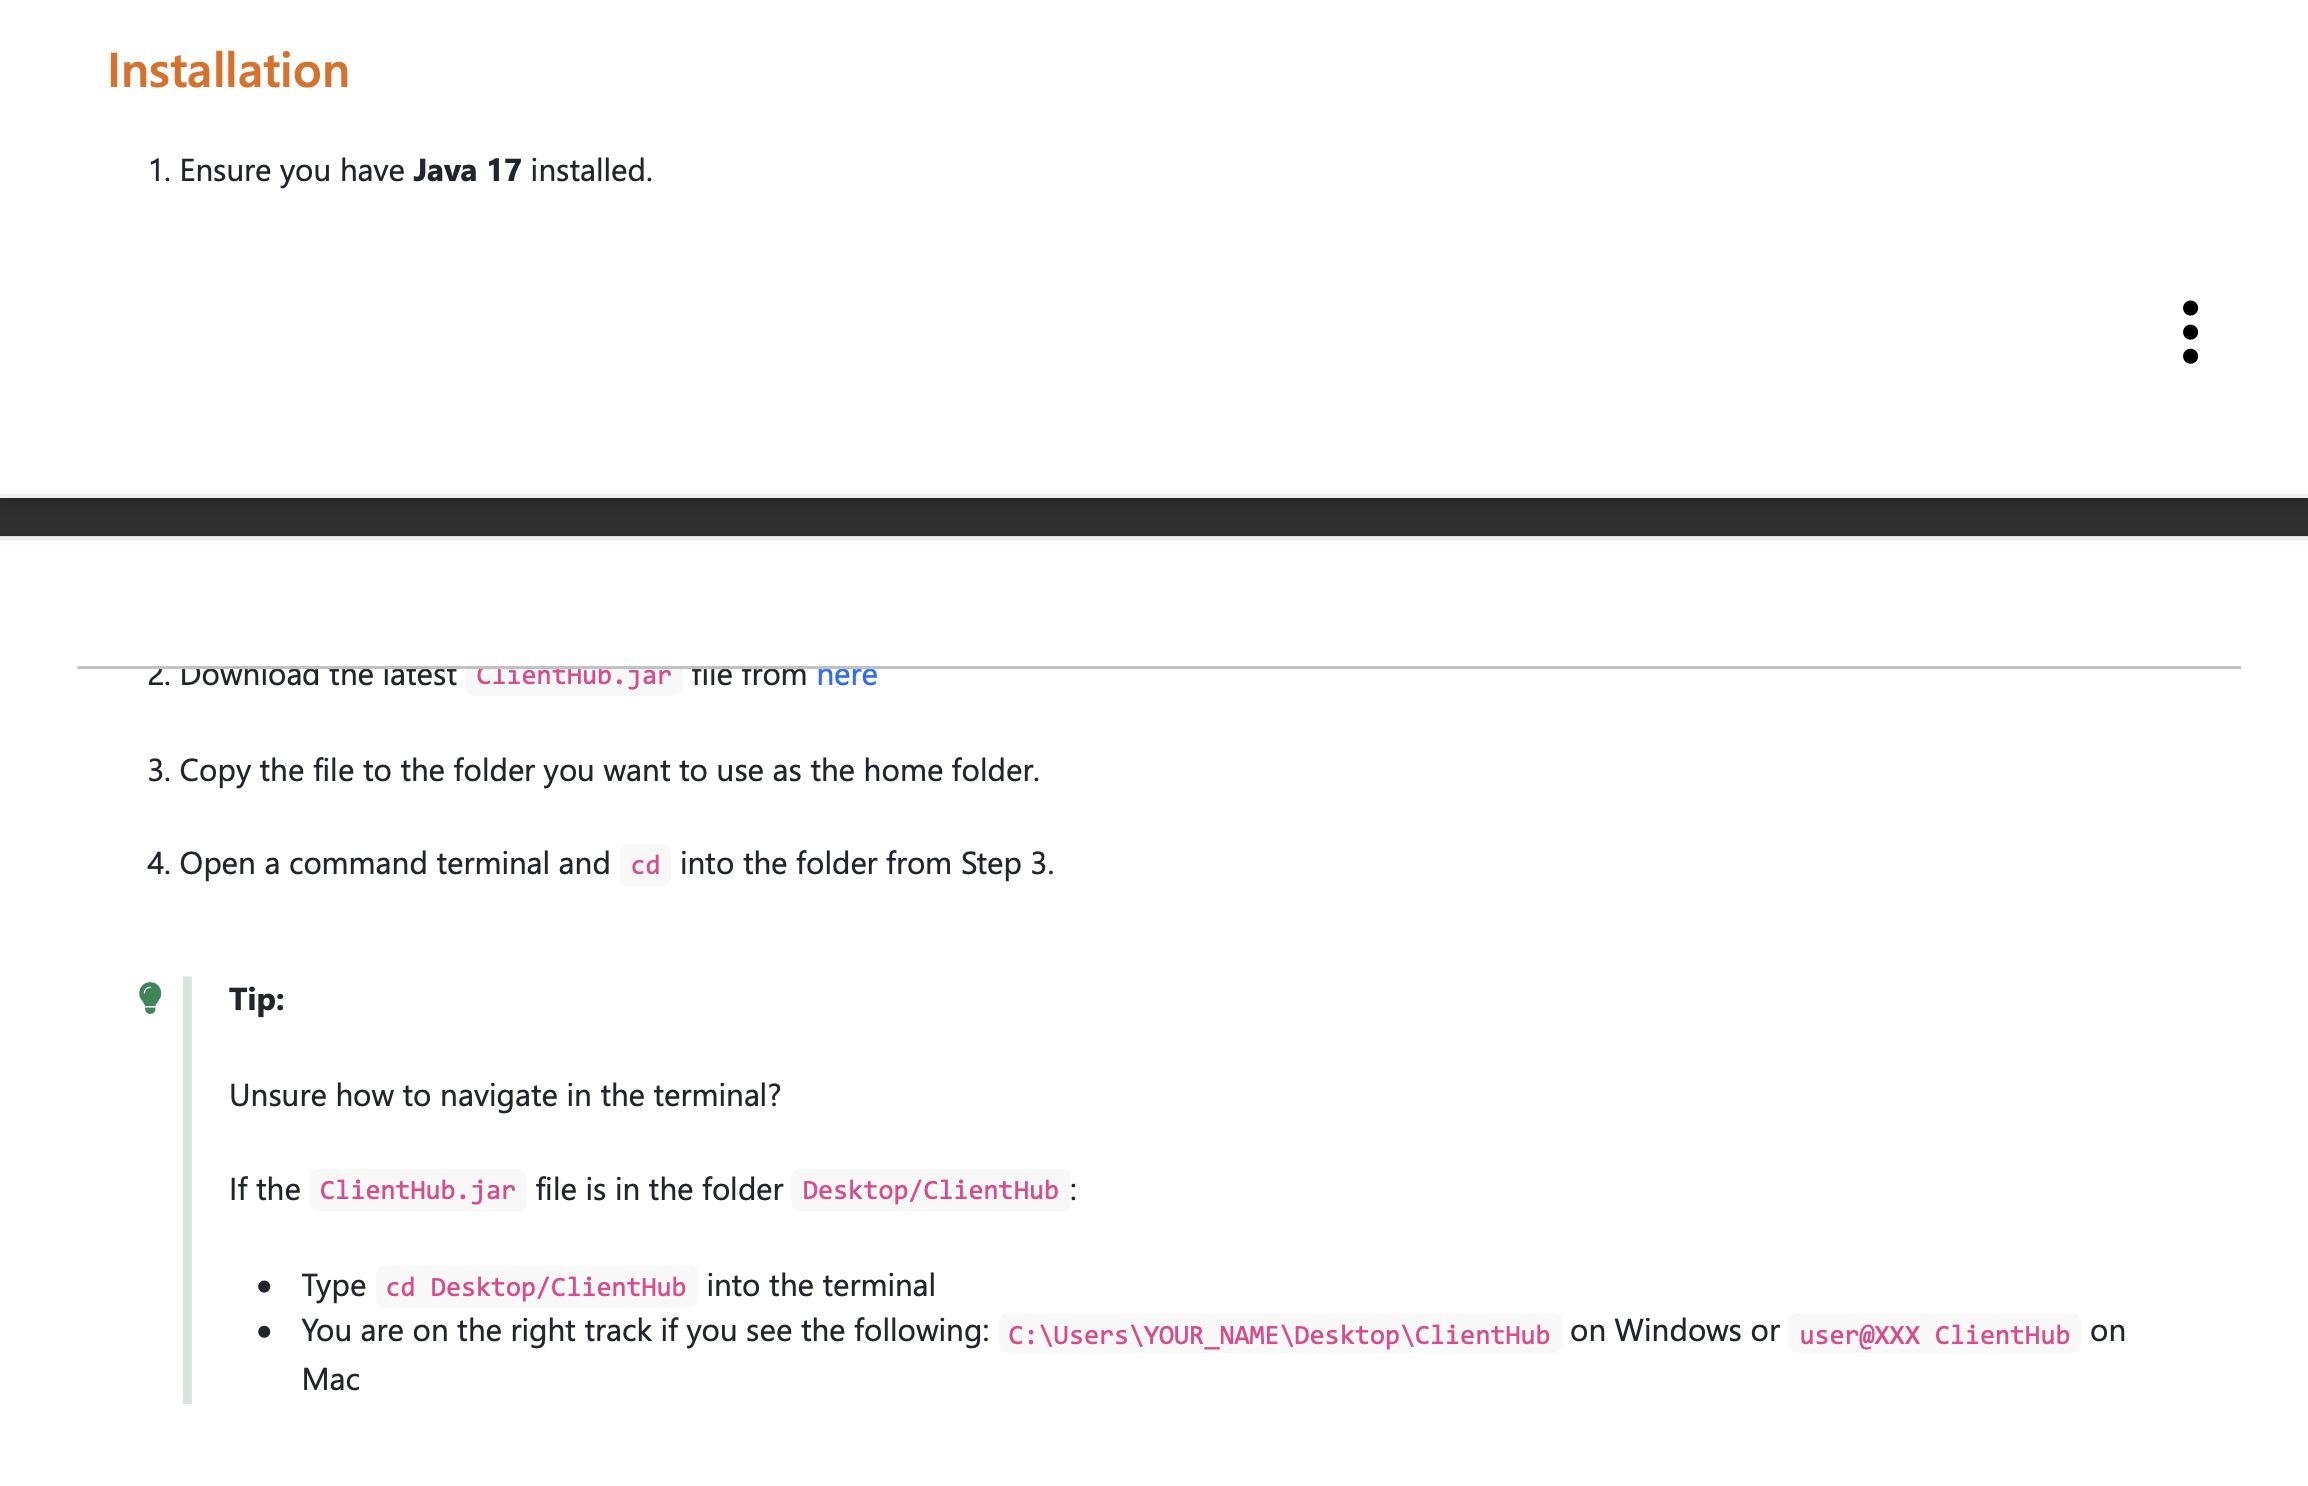 Installation
1. Ensure you have Java 17 installed.
2. Download the latest ClientHub.jar file from here
3. Copy the file to the folder you want to use as the home folder.
4. Open a command terminal and cd into the folder from Step 3.
Tip:
Unsure how to navigate in the terminal?
If the ClientHub.jar file is in the folder Desktop/ClientHub :
• Type cd Desktop/ClientHub into the terminal
• You are on the right track if you see the following: C:\Users\YOUR_NAME\Desktop\ClientHub on Windows or user@XXX ClientHub on
Mac